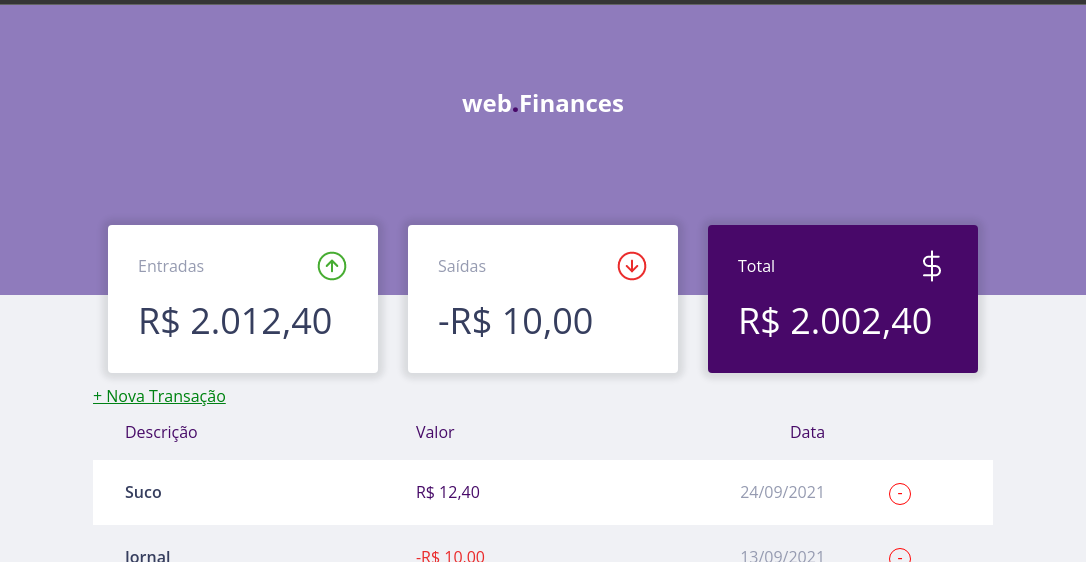 web.Finances
Entradas
R$ 2.012,40
Saídas
-R$ 10,00
Total
R$ 2.002,40
+ Nova Transação
Descrição Valor Data
Suco R$ 12,40 24/09/2021 -
Jornal -R$ 10,00 13/09/2021 -